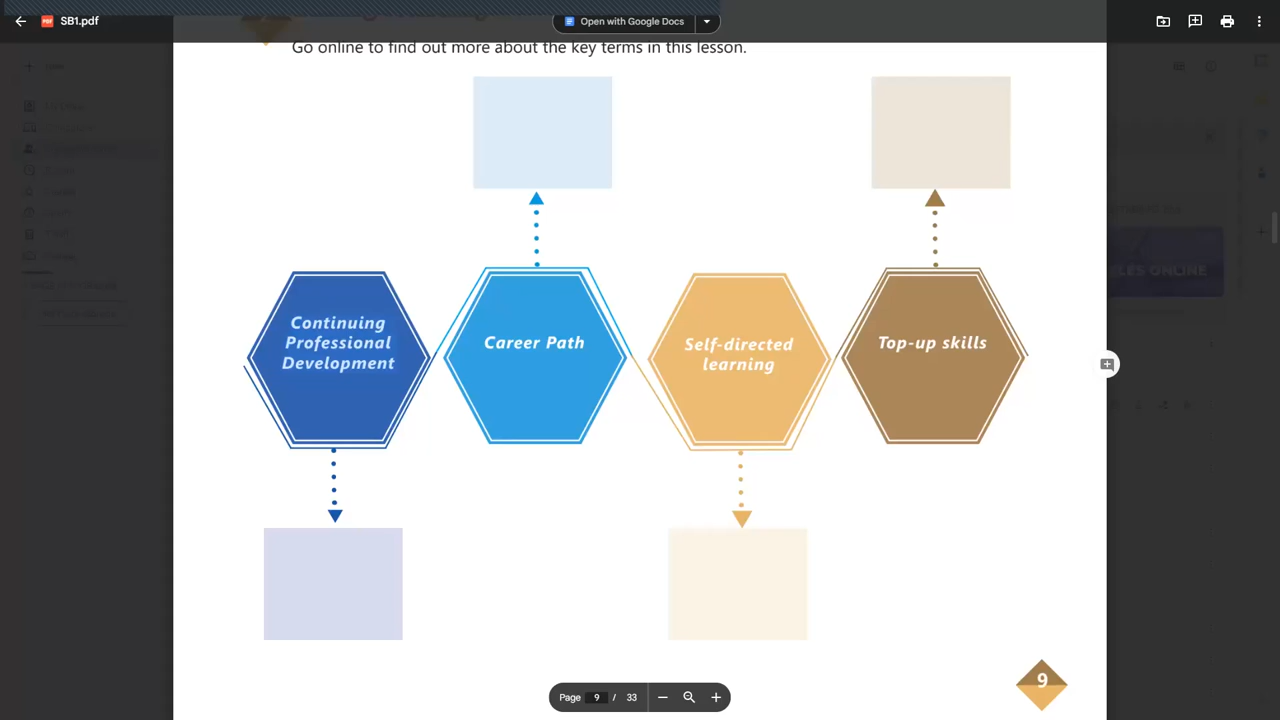 SB1.pdf
Open with Google Docs
Go online to find out more about the key terms in this lesson.
Continuing
Professional
Development
Career Path
Self-directed
learning
Top-up skills
9
Page 9 / 33